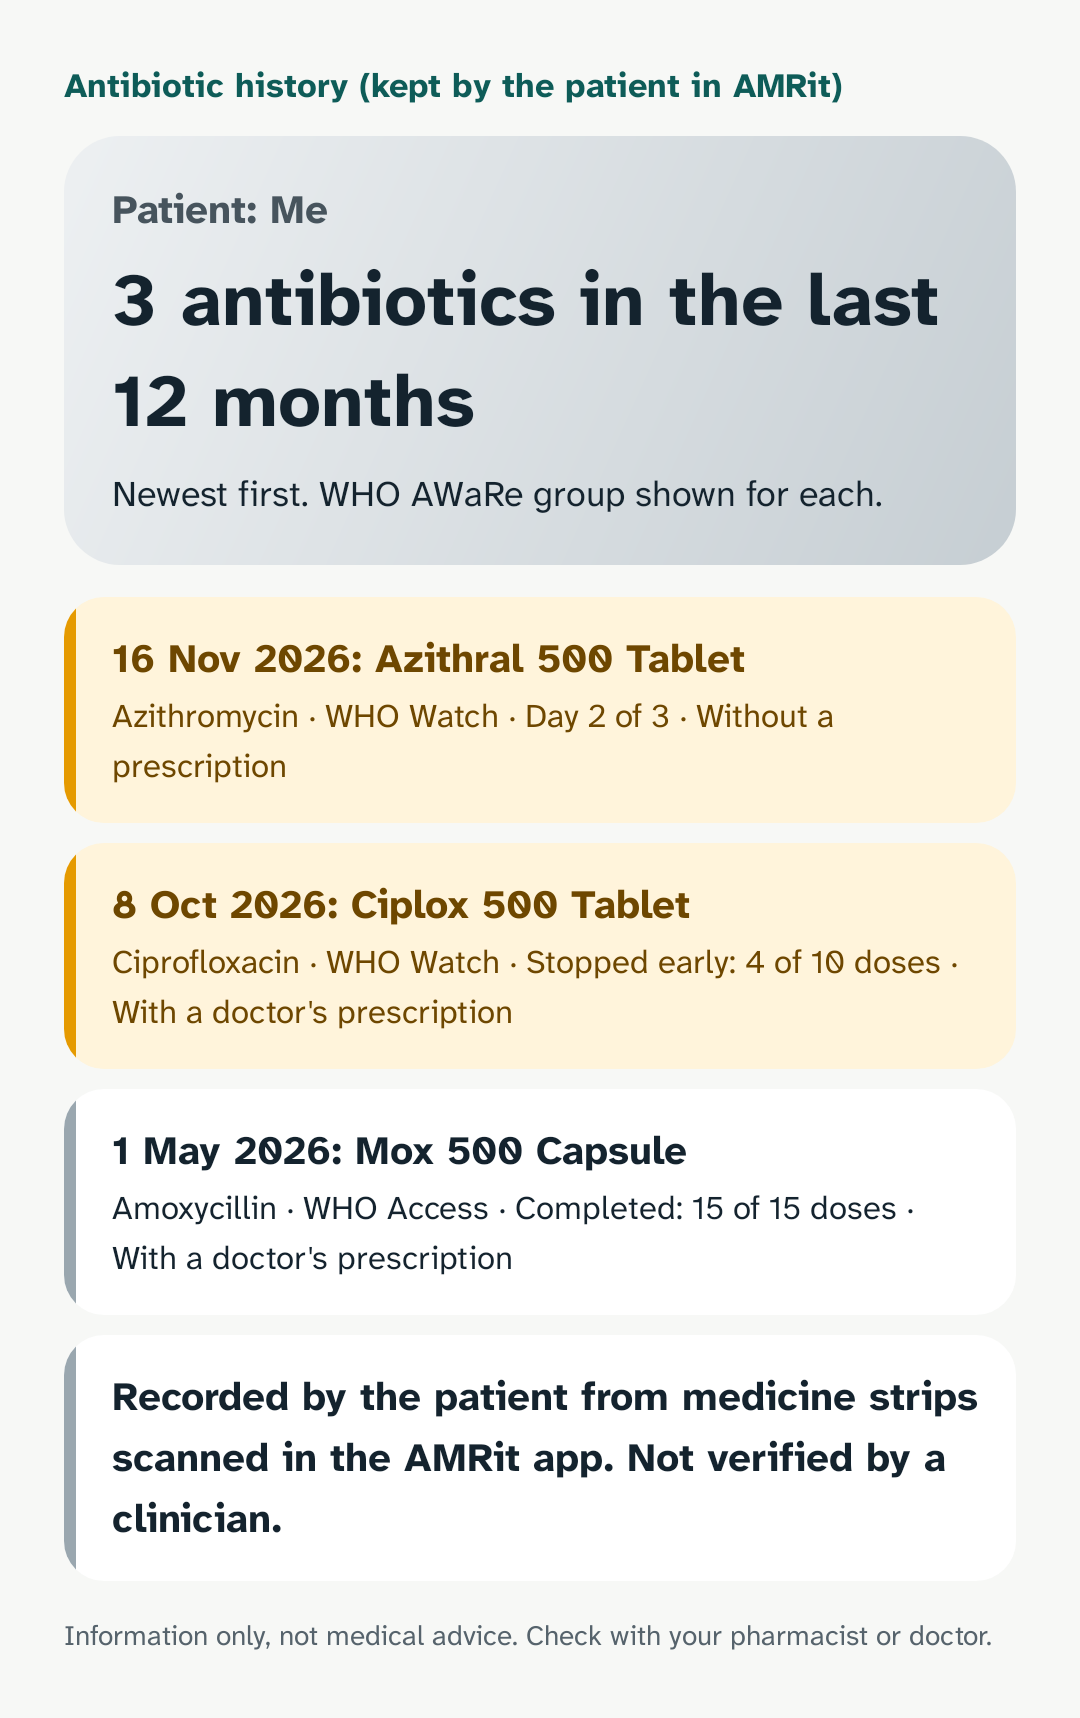 Antibiotic history (kept by the patient in AMRit)
Patient: Me
3 antibiotics in the last
12 months
Newest first. WHO AWaRe group shown for each.
16 Nov 2026: Azithral 500 Tablet
Azithromycin · WHO Watch · Day 2 of 3 · Without a
prescription
8 Oct 2026: Ciplox 500 Tablet
Ciprofloxacin · WHO Watch · Stopped early: 4 of 10 doses ·
With a doctor's prescription
1 May 2026: Mox 500 Capsule
Amoxycillin · WHO Access · Completed: 15 of 15 doses ·
With a doctor's prescription
Recorded by the patient from medicine strips
scanned in the AMRit app. Not verified by a
clinician.
Information only, not medical advice. Check with your pharmacist or doctor.